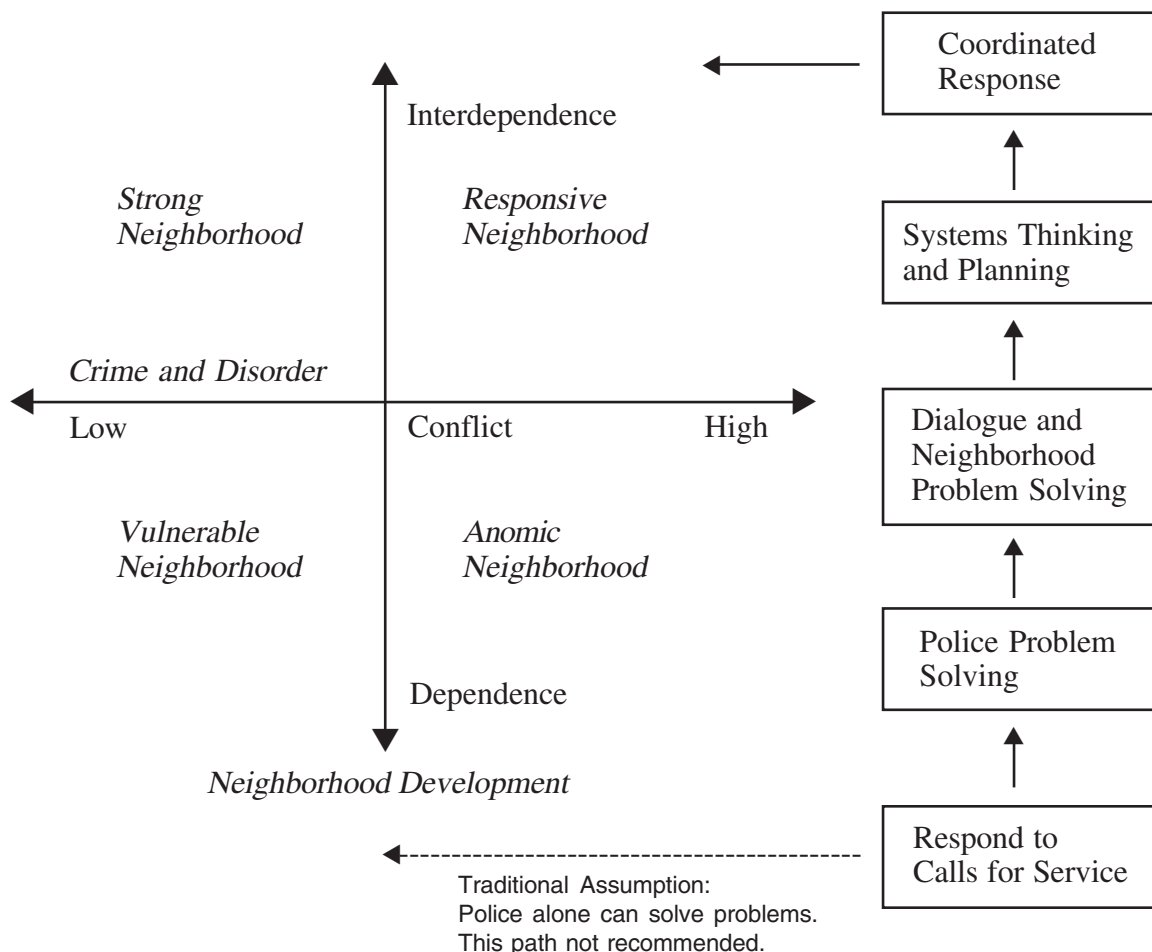 Coordinated
Response
Interdependence
Strong
Neighborhood
Responsive
Neighborhood
Systems Thinking
and Planning
Crime and Disorder
Low
Conflict
High
Dialogue and
Neighborhood
Problem Solving
Vulnerable
Neighborhood
Anomic
Neighborhood
Police Problem
Solving
Dependence
Neighborhood Development
Respond to
Calls for Service
Traditional Assumption:
Police alone can solve problems.
This path not recommended.